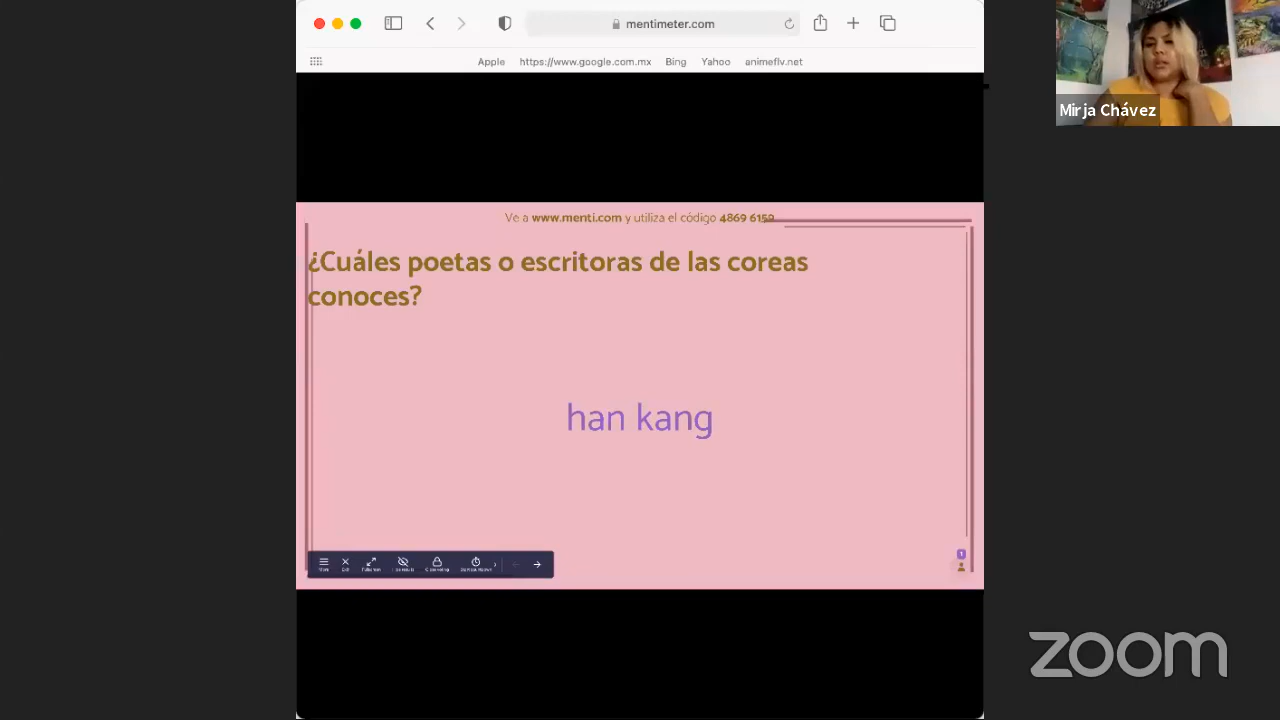 mentimeter.com
Apple https://www.google.com.mx Bing Yahoo animeflv.net
Mirja Chávez
Ve a www.menti.com y utiliza el código 4869 6159
¿Cuáles poetas o escritoras de las coreas
conoces?
han kang
1
zoom